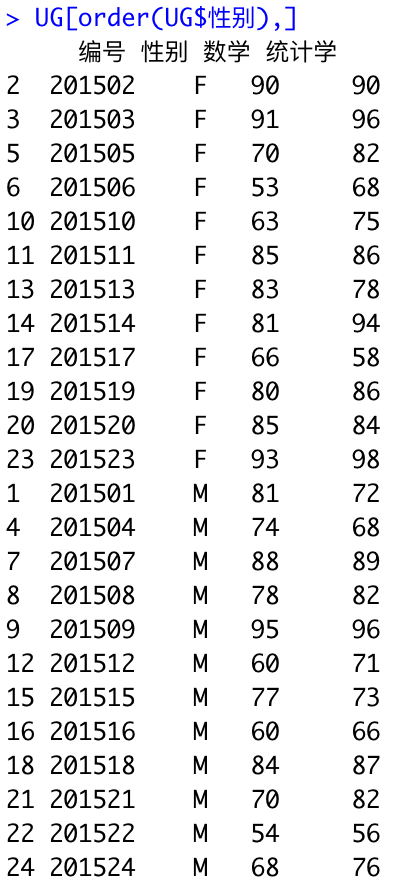 > UG[order(UG$性别),]
编号 性别 数学 统计学
2 201502 F 90 90
3 201503 F 91 96
5 201505 F 70 82
6 201506 F 53 68
10 201510 F 63 75
11 201511 F 85 86
13 201513 F 83 78
14 201514 F 81 94
17 201517 F 66 58
19 201519 F 80 86
20 201520 F 85 84
23 201523 F 93 98
1 201501 M 81 72
4 201504 M 74 68
7 201507 M 88 89
8 201508 M 78 82
9 201509 M 95 96
12 201512 M 60 71
15 201515 M 77 73
16 201516 M 60 66
18 201518 M 84 87
21 201521 M 70 82
22 201522 M 54 56
24 201524 M 68 76